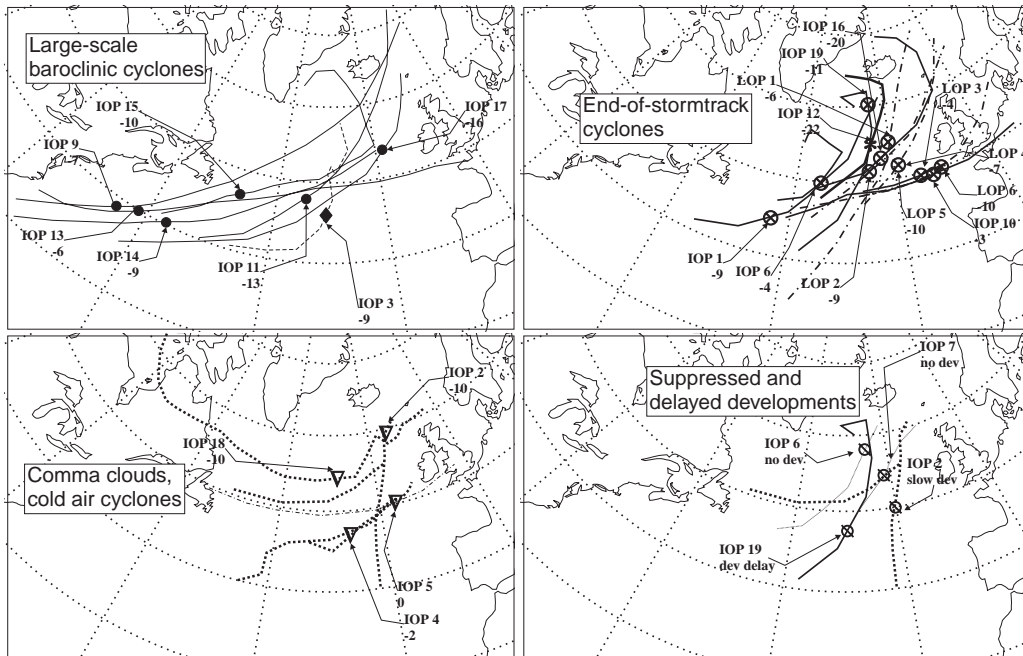 Large-scale
baroclinic cyclones
IOP 15
-10
IOP 17
-16
IOP 9
-7
IOP 13
-6
IOP 14
-9
IOP 11
-13
IOP 3
-9
IOP 16
-20
IOP 19
-11
LOP 1
-6
End-of-stormtrack
cyclones
IOP 12
-22
LOP 3
-4
LOP 4
LOP 6
-10
IOP 10
-3
LOP 5
-10
IOP 1
-9
IOP 6
-4
LOP 2
-9
IOP 2
-10
IOP 18
-10
Comma clouds,
cold air cyclones
IOP 5
0
IOP 4
-2
IOP 7
no dev
Suppressed and
delayed developments
IOP 6
no dev
IOP 2
slow dev
IOP 19
dev delay